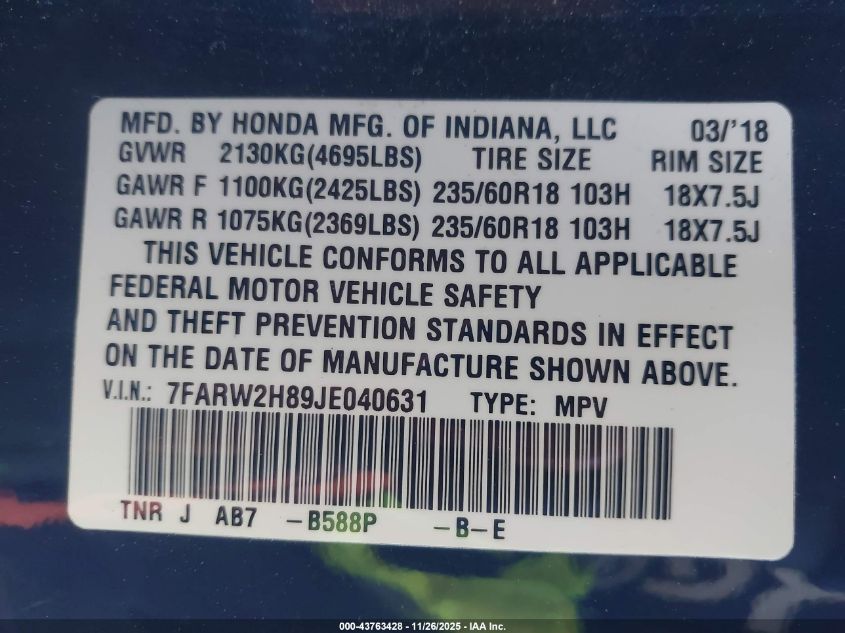 MFD. BY HONDA MFG. OF INDIANA, LLC 03/'18
GVWR 2130KG(4695LBS) TIRE SIZE RIM SIZE
GAWR F 1100KG(2425LBS) 235/60R18 103H 18X7.5J
GAWR R 1075KG(2369LBS) 235/60R18 103H 18X7.5J
THIS VEHICLE CONFORMS TO ALL APPLICABLE
FEDERAL MOTOR VEHICLE SAFETY
AND THEFT PREVENTION STANDARDS IN EFFECT
ON THE DATE OF MANUFACTURE SHOWN ABOVE.
V.I.N.: 7FARW2H89JE040631 TYPE: MPV
TNR J AB7 -B588P -B-E
000-43763428 - 11/26/2025 - IAA Inc.